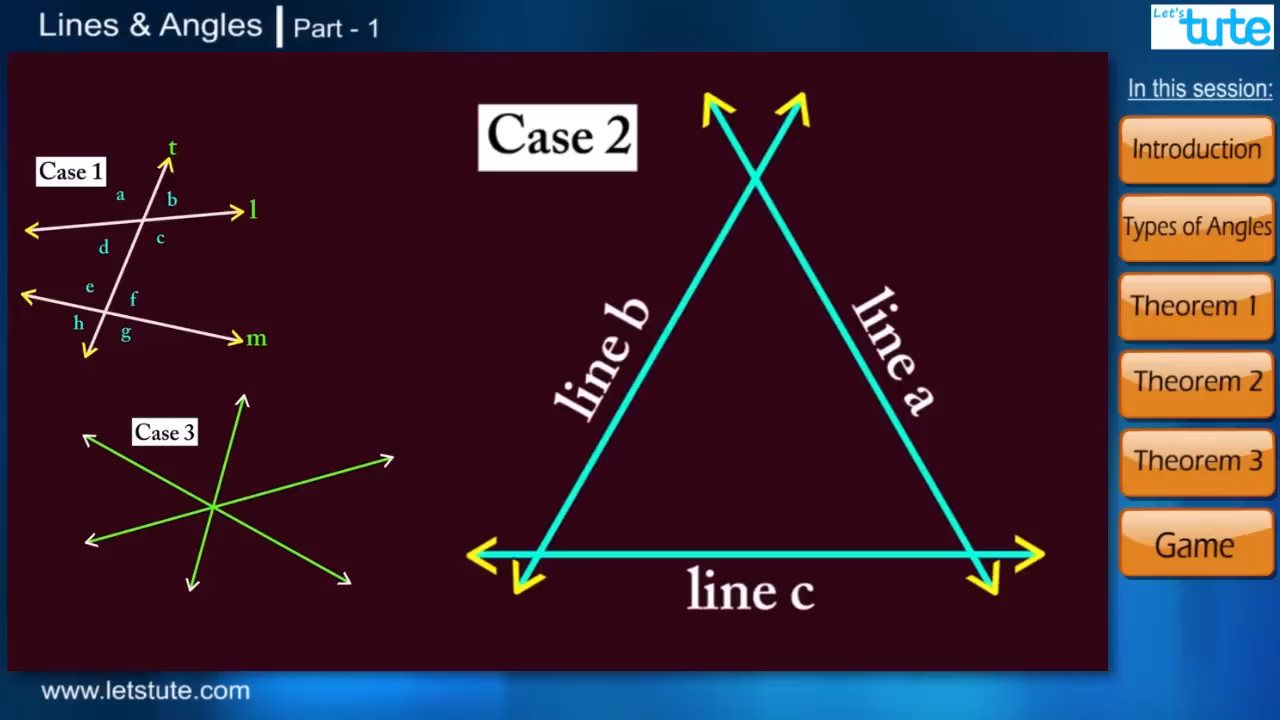 Lines & Angles | Part - 1
Let's
tute
In this session:
Introduction
Types of Angles
Theorem 1
Theorem 2
Theorem 3
Game
Case 1
t
a
b
l
d
c
e
f
h
g
m
Case 2
line b
line a
line c
Case 3
www.letstute.com